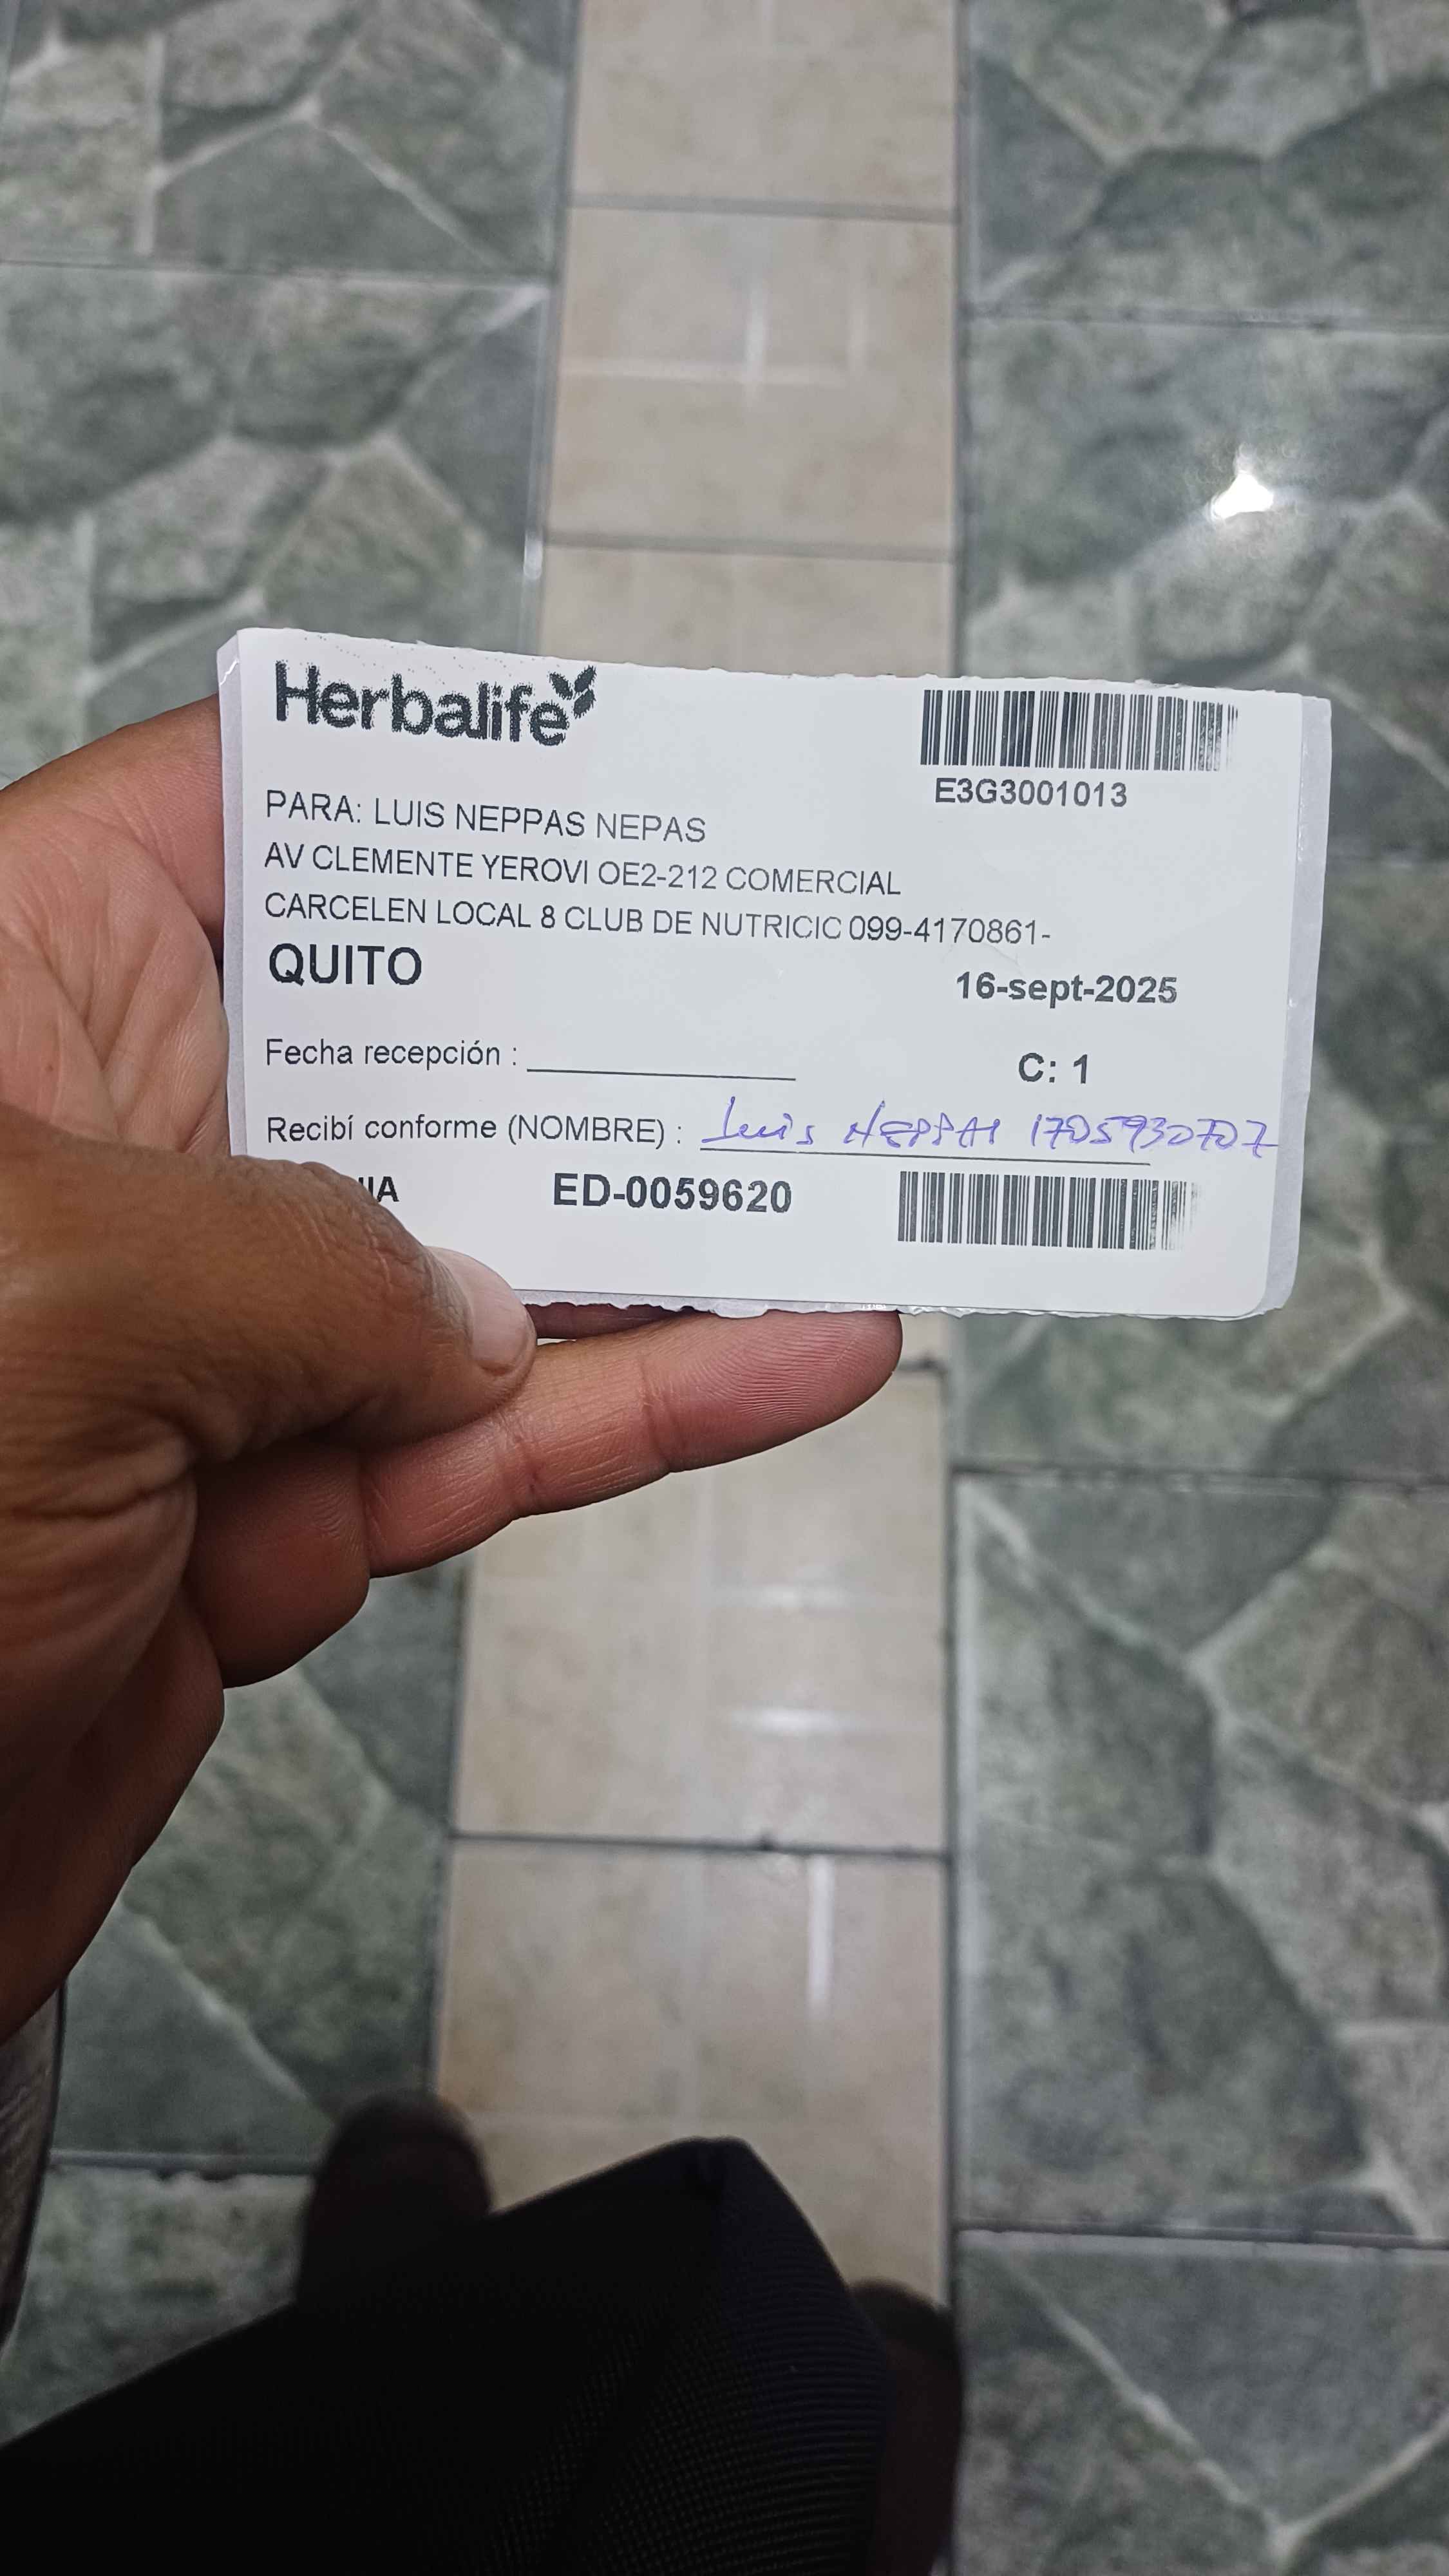 Herbalife
E3G3001013
PARA: LUIS NEPPAS NEPAS
AV CLEMENTE YEROVI OE2-212 COMERCIAL
CARCELEN LOCAL 8 CLUB DE NUTRICIC 099-4170861-
QUITO
16-sept-2025
Fecha recepción : 
C: 1
Recibí conforme (NOMBRE) : Luis NEPPAS 1705930707
ED-0059620